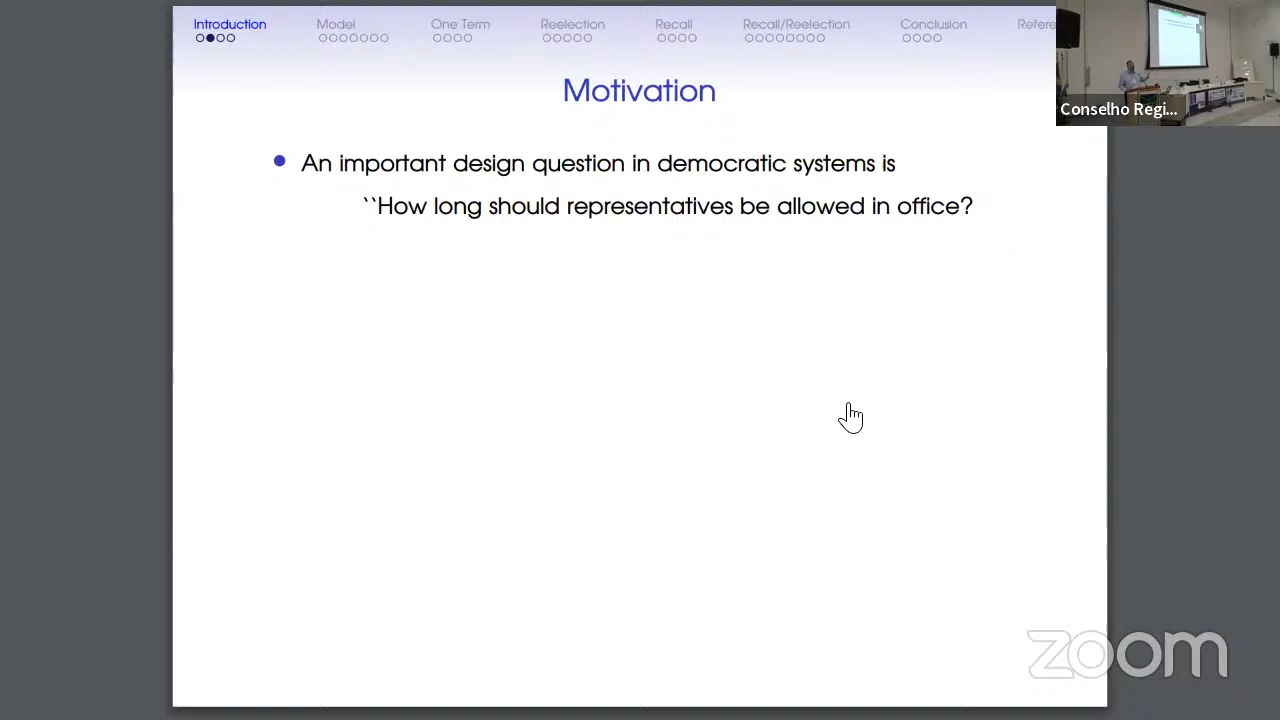 Introduction Model One Term Reelection Recall Recall/Reelection Conclusion Refere
Conselho Regi...
Motivation
An important design question in democratic systems is
``How long should representatives be allowed in office?
zoom